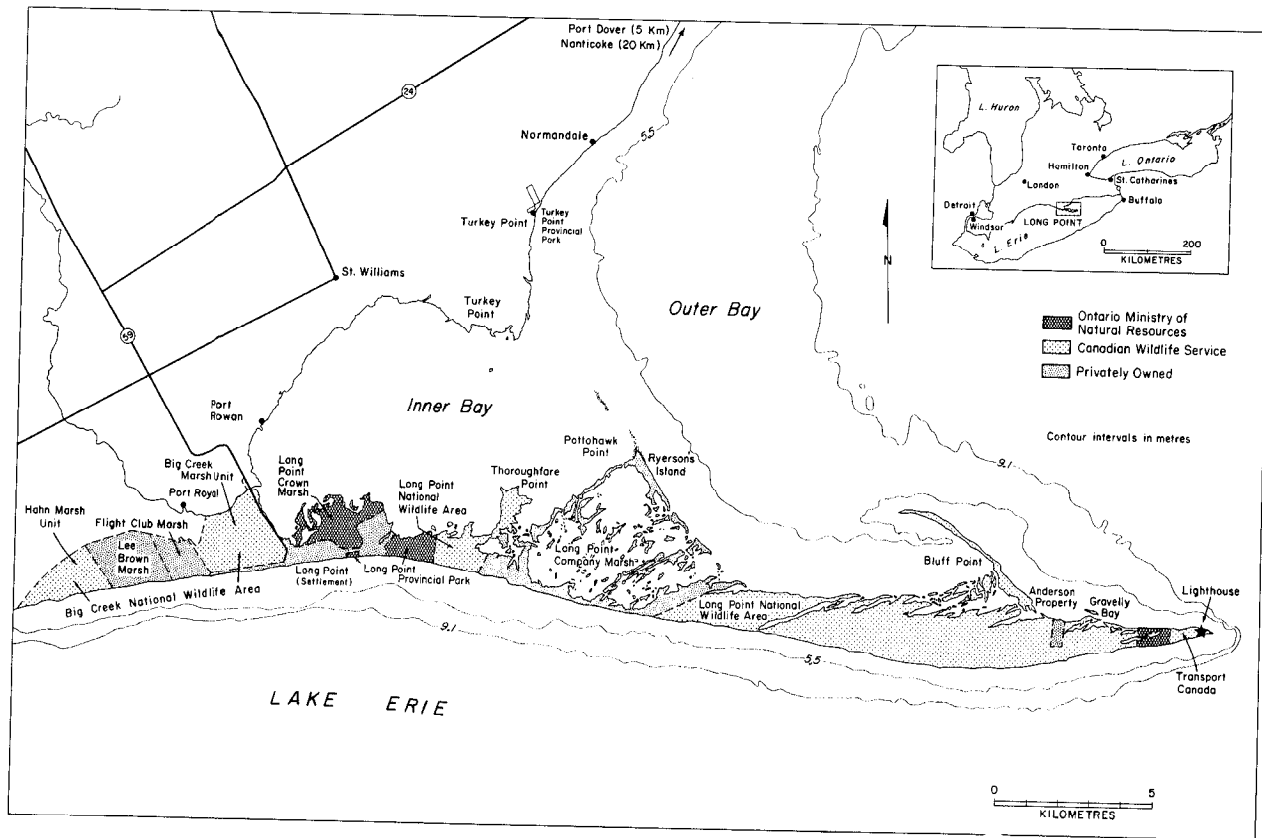 Port Dover (5 Km)
Nanticoke (20 Km)
24
Normandale
5.5
Turkey Point
Turkey
Point
Provincial
Park
St. Williams
Turkey
Point
Outer Bay
N
59
Port
Rowan
Inner Bay
L. Huron
Toronto
Hamilton
L. Ontario
St. Catharines
London
Buffalo
Detroit
Windsor
LONG POINT
L. Erie
0 200
KILOMETRES
Ontario Ministry of
Natural Resources
Canadian Wildlife Service
Privately Owned
Contour intervals in metres
9.1
Pottohawk
Point
Ryersons
Island
Thoroughfare
Point
Big Creek
Marsh Unit
Port Royal
Long
Point
Crown
Marsh
Long Point
National
Wildlife Area
Hahn Marsh
Unit
Flight Club Marsh
Lee
Brown
Marsh
Long Point
(Settlement)
Long Point
Provincial Park
Long Point
Company Marsh
Big Creek National Wildlife Area
Long Point National
Wildlife Area
Bluff Point
Anderson
Property
Gravelly
Bay
Lighthouse
Transport
Canada
9.1
5.5
LAKE ERIE
0 5
KILOMETRES